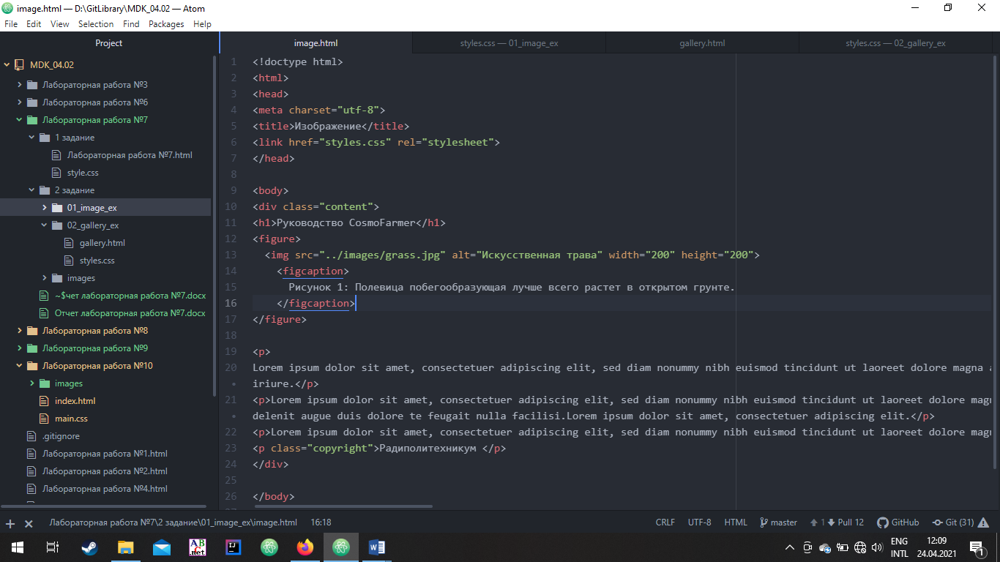 image.html — D:\GitLibrary\MDK_04.02 — Atom
File Edit View Selection Find Packages Help
Project
MDK_04.02
Лабораторная работа №3
Лабораторная работа №6
Лабораторная работа №7
1 задание
Лабораторная работа №7.html
style.css
2 задание
01_image_ex
02_gallery_ex
gallery.html
styles.css
images
~$чет лабораторная работа №7.docx
Отчет лабораторная работа №7.docx
Лабораторная работа №8
Лабораторная работа №9
Лабораторная работа №10
images
index.html
main.css
.gitignore
Лабораторная работа №1.html
Лабораторная работа №2.html
Лабораторная работа №4.html
image.html styles.css — 01_image_ex gallery.html styles.css — 02_gallery_ex
1 <!doctype html>
2 <html>
3 <head>
4 <meta charset="utf-8">
5 <title>Изображение</title>
6 <link href="styles.css" rel="stylesheet">
7 </head>
8
9 <body>
10 <div class="content">
11 <h1>Руководство CosmoFarmer</h1>
12 <figure>
13 <img src="../images/grass.jpg" alt="Искусственная трава" width="200" height="200">
14 <figcaption>
15 Рисунок 1: Полевица побегообразующая лучше всего растет в открытом грунте.
16 </figcaption>
17 </figure>
18
19 <p>
20 Lorem ipsum dolor sit amet, consectetuer adipiscing elit, sed diam nonummy nibh euismod tincidunt ut laoreet dolore magna
• iriure.</p>
21 <p>Lorem ipsum dolor sit amet, consectetuer adipiscing elit, sed diam nonummy nibh euismod tincidunt ut laoreet dolore
• delenit augue duis dolore te feugait nulla facilisi.Lorem ipsum dolor sit amet, consectetuer adipiscing elit.</p>
22 <p>Lorem ipsum dolor sit amet, consectetuer adipiscing elit, sed diam nonummy nibh euismod tincidunt ut laoreet dolore
23 <p class="copyright">Радиполитехникум </p>
24 </div>
25
26 </body>
Лабораторная работа №7\2 задание\01_image_ex\image.html 16:18 CRLF UTF-8 HTML master 1 Pull 12 GitHub Git (31)
ABC
.net
IJ
ENG
INTL
12:09
24.04.2021
1